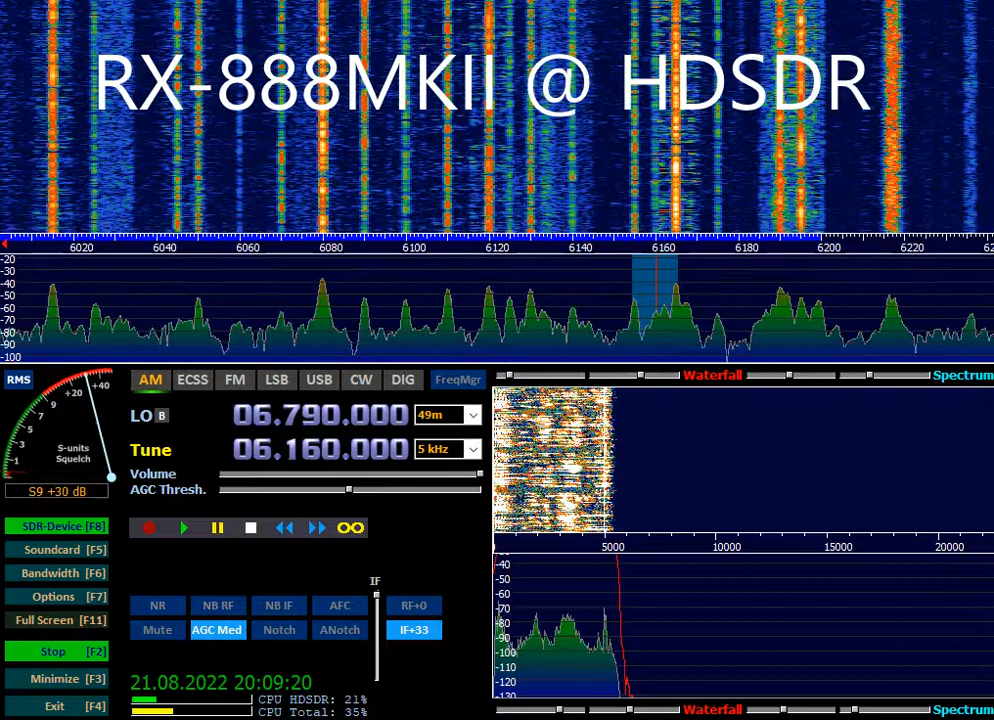 RX-888MKII @ HDSDR
6020 6040 6060 6080 6100 6120 6140 6160 6180 6200 6220 62
-20
-30
-40
-50
-60
-70
-80
-90
-100
RMS
1 3 5 7 9 +20 +40
S-units
Squelch
S9 +30 dB
AM ECSS FM LSB USB CW DIG FreqMgr
LO B 06.790.000 49m
Tune 06.160.000 5 kHz
Volume
AGC Thresh.
Waterfall Spectrum
SDR-Device [F8]
Soundcard [F5]
Bandwidth [F6]
Options [F7]
Full Screen [F11]
Stop [F2]
Minimize [F3]
Exit [F4]
IF
NR NB RF NB IF AFC RF+0
Mute AGC Med Notch ANotch IF+33
21.08.2022 20:09:20
CPU HDSDR: 21%
CPU Total: 35%
5000 10000 15000 20000
-40
-50
-60
-70
-80
-90
-100
-110
-120
-130
Waterfall Spectrum